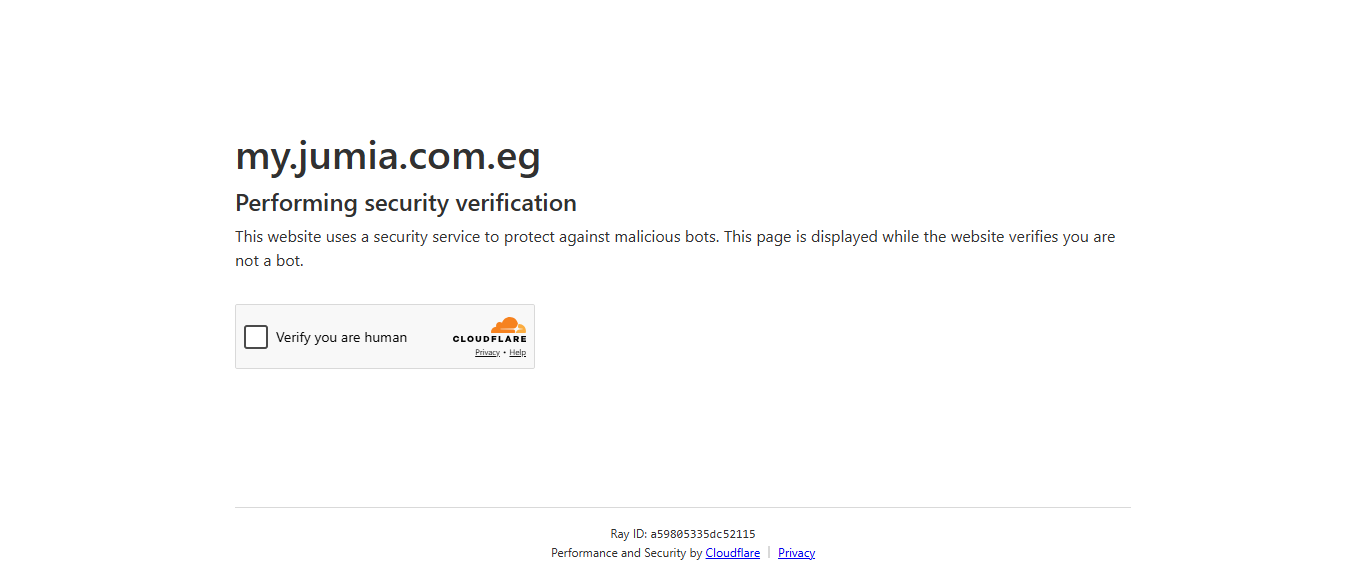 my.jumia.com.eg
Performing security verification
This website uses a security service to protect against malicious bots. This page is displayed while the website verifies you are
not a bot.
Verify you are human
CLOUDFLARE
Privacy • Help
Ray ID: a59805335dc52115
Performance and Security by Cloudflare | Privacy